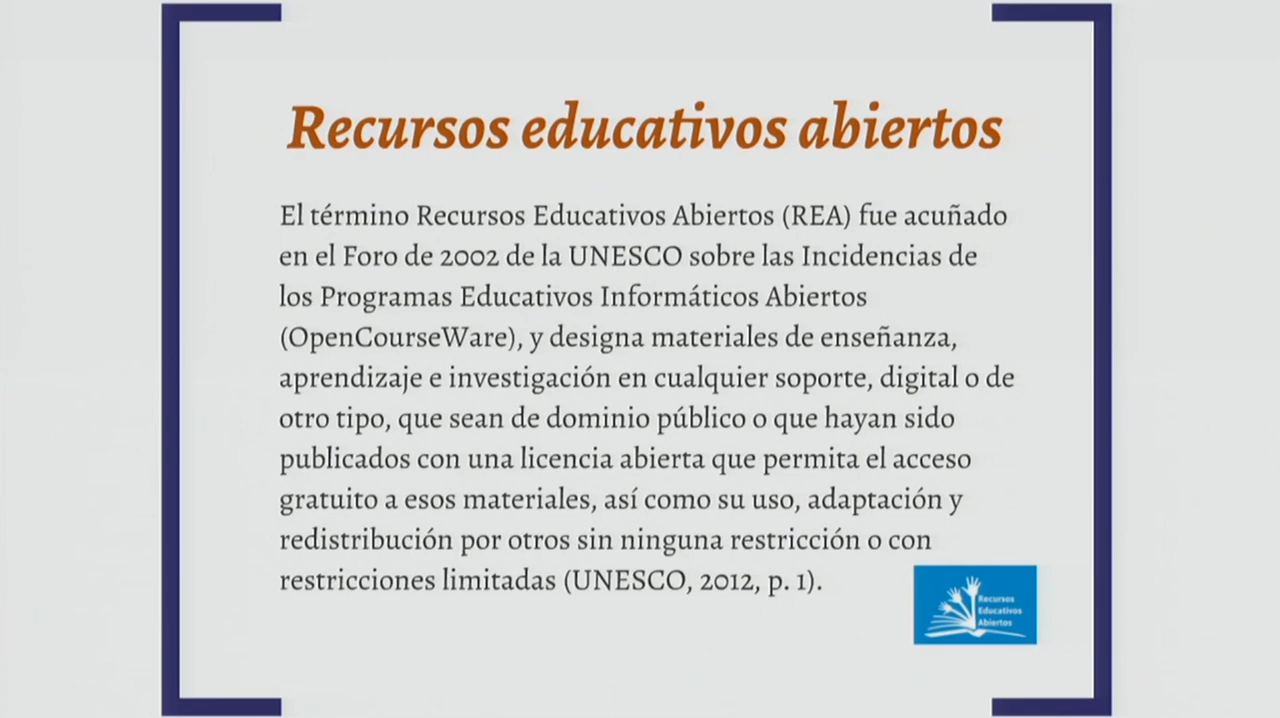 Recursos educativos abiertos
El término Recursos Educativos Abiertos (REA) fue acuñado
en el Foro de 2002 de la UNESCO sobre las Incidencias de
los Programas Educativos Informáticos Abiertos
(OpenCourseWare), y designa materiales de enseñanza,
aprendizaje e investigación en cualquier soporte, digital o de
otro tipo, que sean de dominio público o que hayan sido
publicados con una licencia abierta que permita el acceso
gratuito a esos materiales, así como su uso, adaptación y
redistribución por otros sin ninguna restricción o con
restricciones limitadas (UNESCO, 2012, p. 1).
Recursos
Educativos
Abiertos